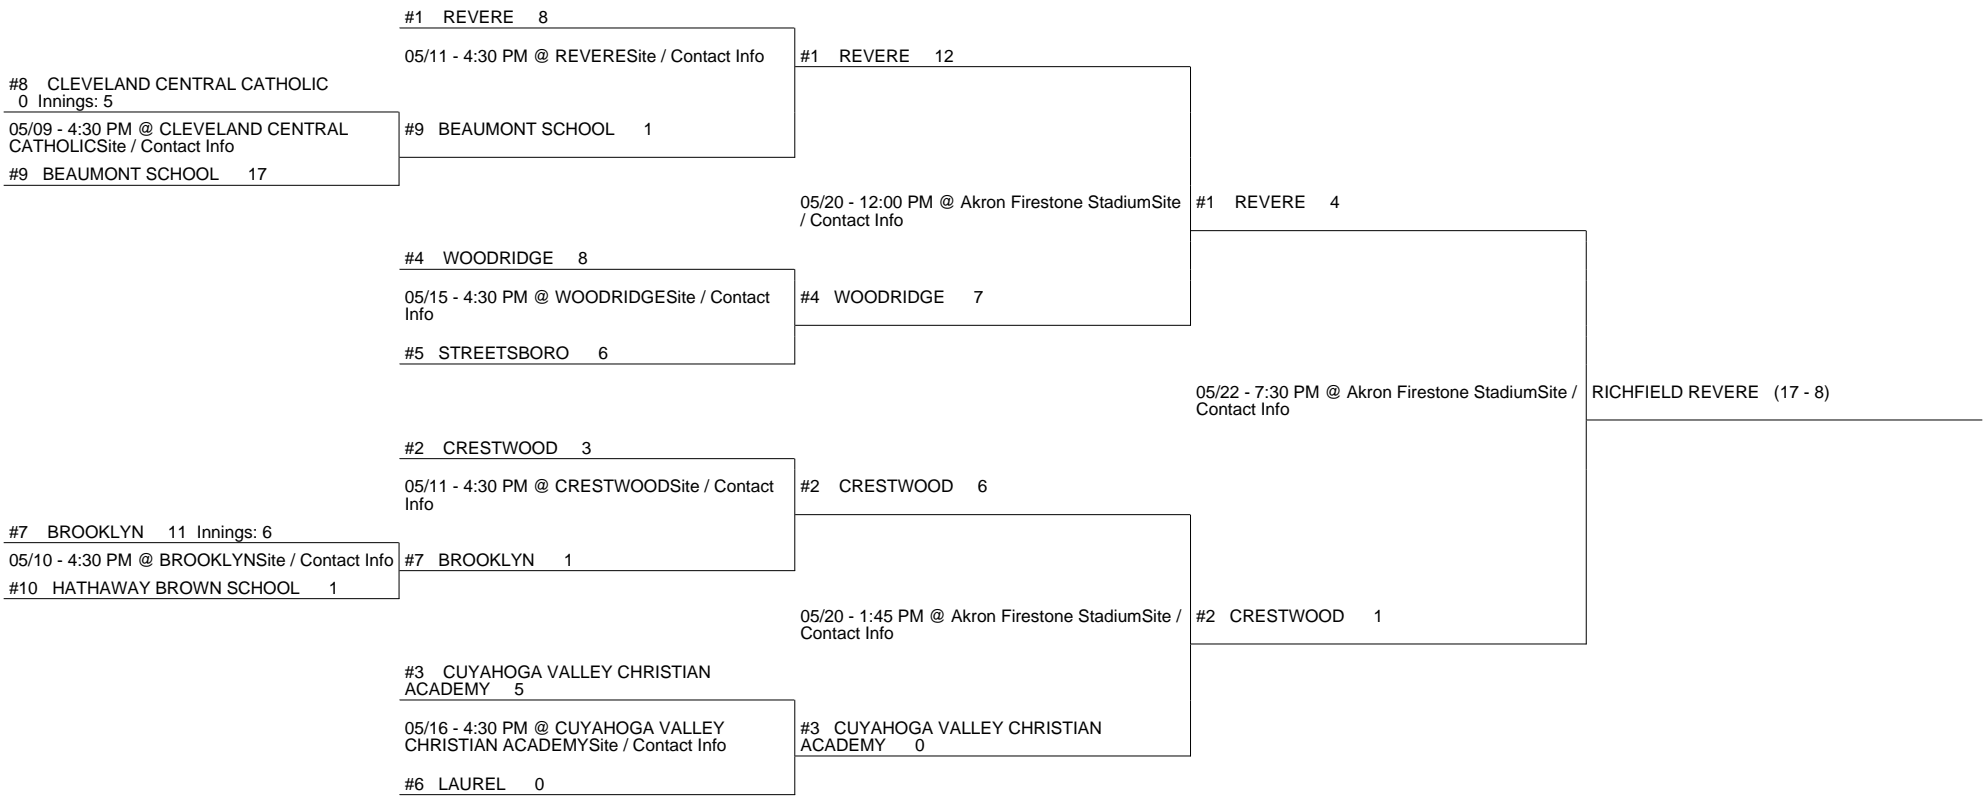 #1 REVERE 8
05/11 - 4:30 PM @ REVERESite / Contact Info
#1 REVERE 12
#8 CLEVELAND CENTRAL CATHOLIC
0 Innings: 5
05/09 - 4:30 PM @ CLEVELAND CENTRAL
CATHOLICSite / Contact Info
#9 BEAUMONT SCHOOL 1
#9 BEAUMONT SCHOOL 17
05/20 - 12:00 PM @ Akron Firestone StadiumSite
/ Contact Info
#1 REVERE 4
#4 WOODRIDGE 8
05/15 - 4:30 PM @ WOODRIDGESite / Contact
Info
#4 WOODRIDGE 7
#5 STREETSBORO 6
05/22 - 7:30 PM @ Akron Firestone StadiumSite /
Contact Info
RICHFIELD REVERE (17 - 8)
#2 CRESTWOOD 3
05/11 - 4:30 PM @ CRESTWOODSite / Contact
Info
#2 CRESTWOOD 6
#7 BROOKLYN 11 Innings: 6
05/10 - 4:30 PM @ BROOKLYNSite / Contact Info
#7 BROOKLYN 1
#10 HATHAWAY BROWN SCHOOL 1
05/20 - 1:45 PM @ Akron Firestone StadiumSite /
Contact Info
#2 CRESTWOOD 1
#3 CUYAHOGA VALLEY CHRISTIAN
ACADEMY 5
05/16 - 4:30 PM @ CUYAHOGA VALLEY
CHRISTIAN ACADEMYSite / Contact Info
#3 CUYAHOGA VALLEY CHRISTIAN
ACADEMY 0
#6 LAUREL 0